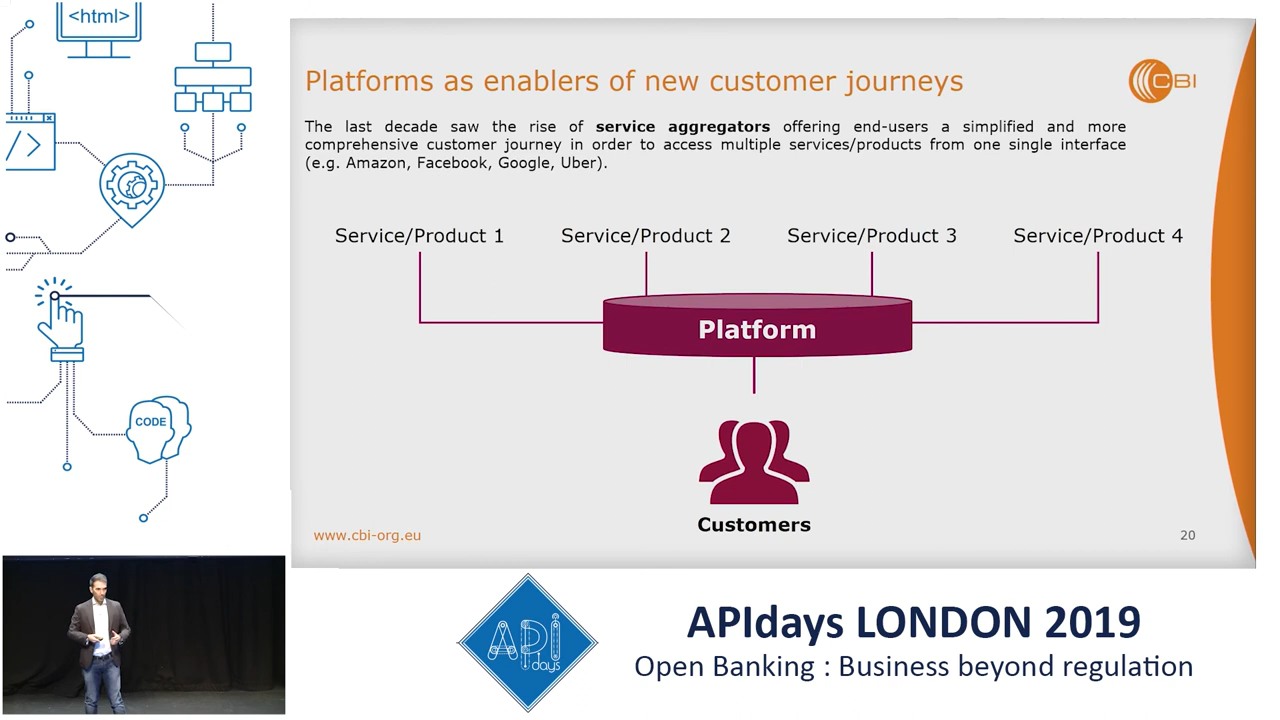 <html>
</>
CODE
Platforms as enablers of new customer journeys
CBI
The last decade saw the rise of service aggregators offering end-users a simplified and more
comprehensive customer journey in order to access multiple services/products from one single interface
(e.g. Amazon, Facebook, Google, Uber).
Service/Product 1
Service/Product 2
Service/Product 3
Service/Product 4
Platform
Customers
www.cbi-org.eu
20
API
days
APIdays LONDON 2019
Open Banking : Business beyond regulation